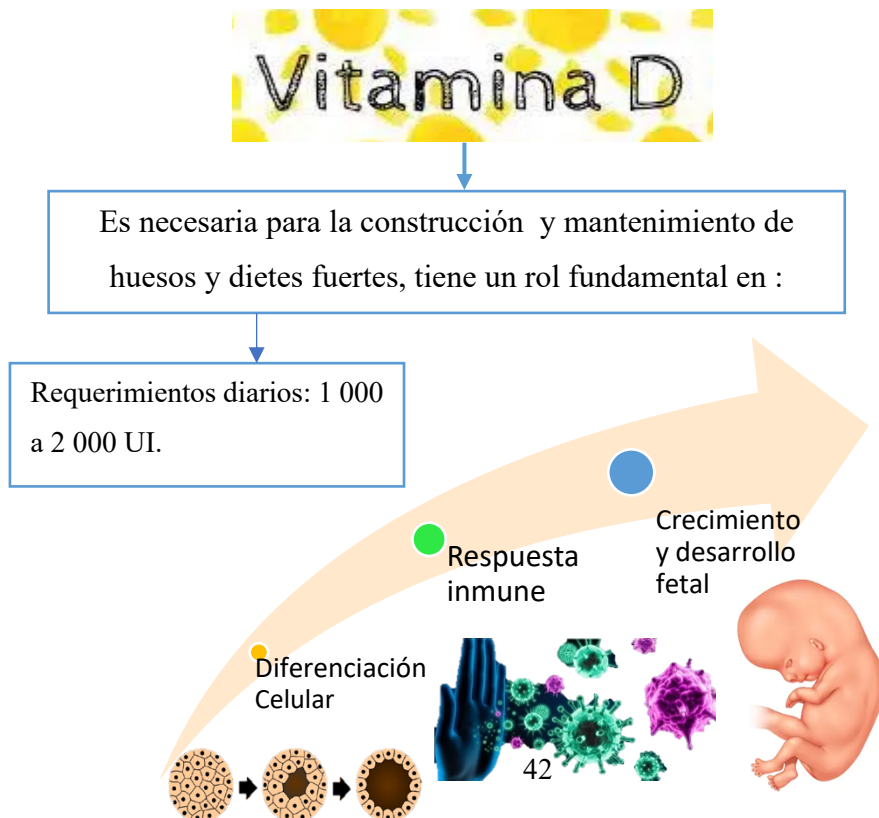 Vitamina D
Es necesaria para la construcción y mantenimiento de
huesos y dietes fuertes, tiene un rol fundamental en :
Requerimientos diarios: 1 000
a 2 000 UI.
Crecimiento
y desarrollo
fetal
Respuesta
inmune
Diferenciación
Celular
42